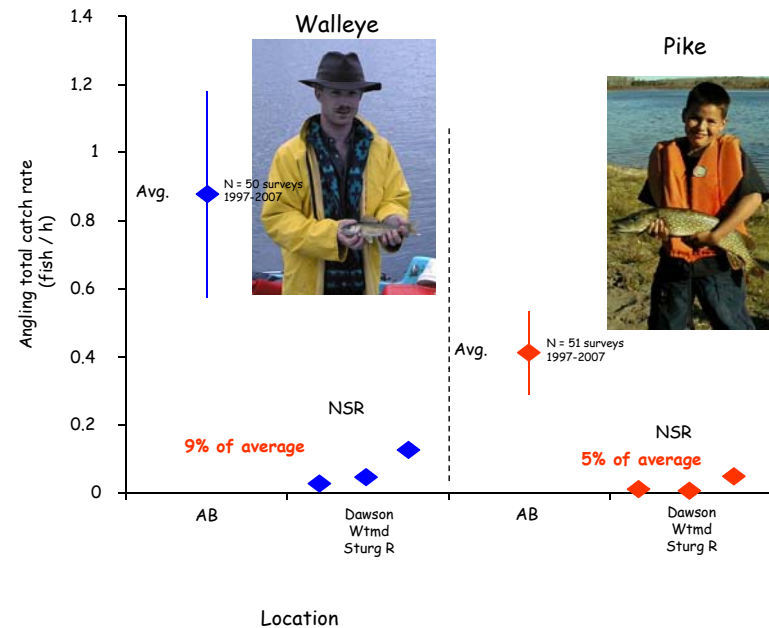 Walleye
Pike
Angling total catch rate
(fish / h)
1.4
1.2
1
0.8
0.6
0.4
0.2
0
Avg.
N = 50 surveys
1997-2007
NSR
9% of average
Avg.
N = 51 surveys
1997-2007
NSR
5% of average
AB
Dawson
Wtmd
Sturg R
AB
Dawson
Wtmd
Sturg R
Location